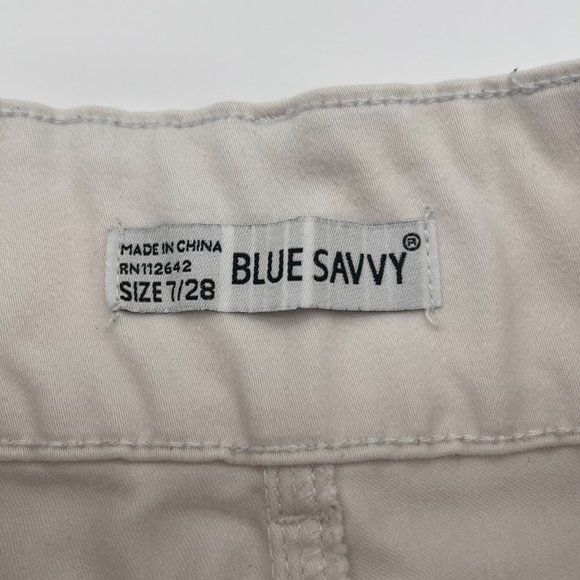 MADE IN CHINA
RN112642
SIZE 7/28
BLUE SAVVY®